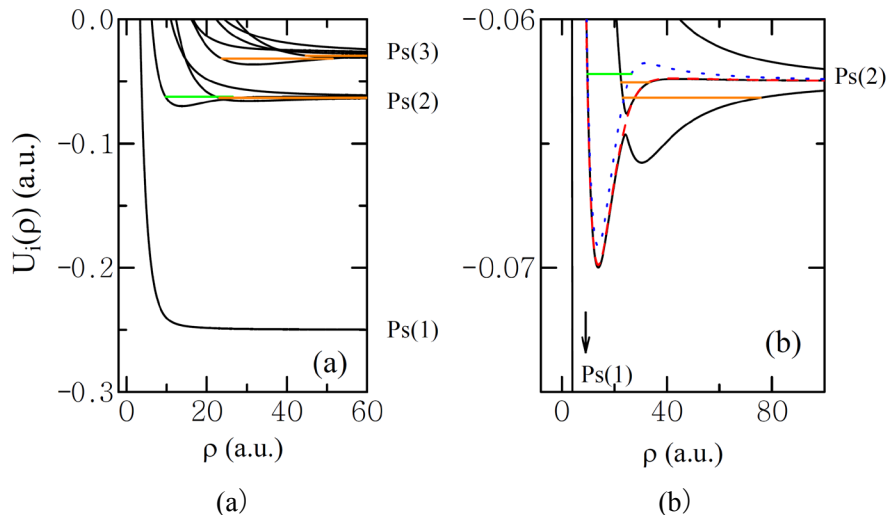 0.0
-0.1
-0.2
-0.3
U_i(ρ) (a.u.)
Ps(3)
Ps(2)
Ps(1)
(a)
0
20
40
60
ρ (a.u.)
(a)
-0.06
-0.07
Ps(2)
Ps(1)
(b)
0
40
80
ρ (a.u.)
(b)